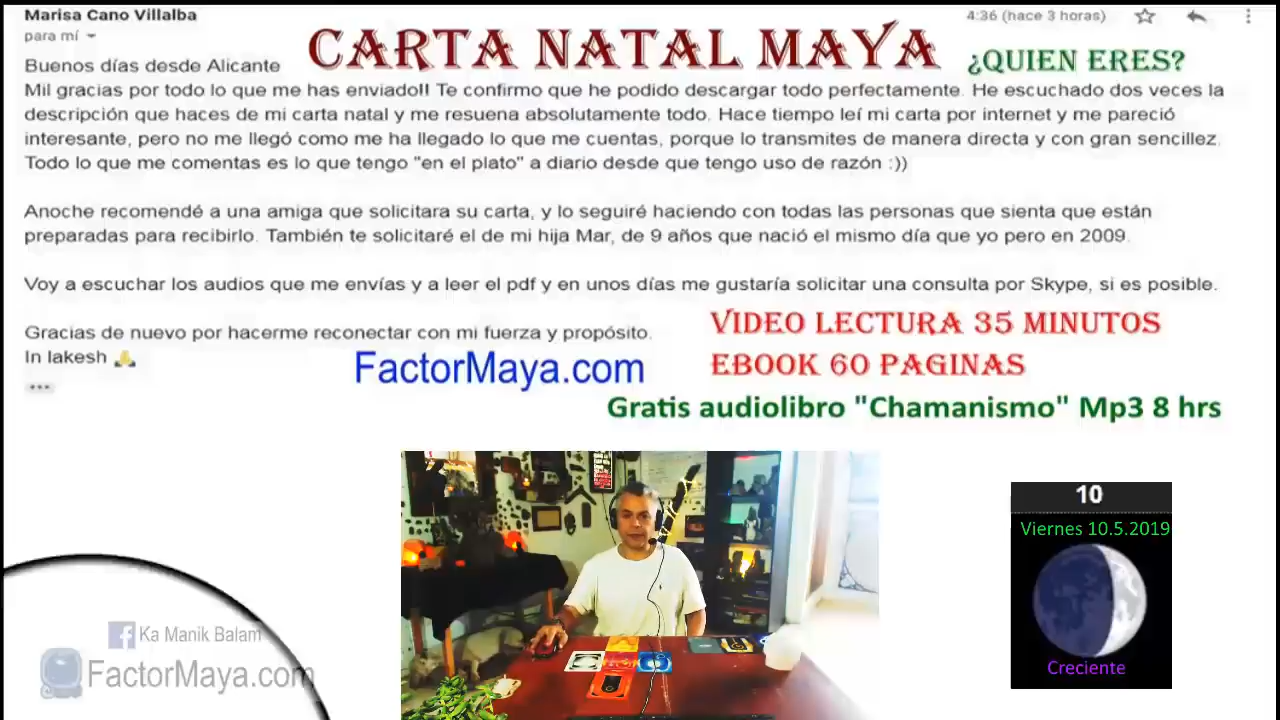 Marisa Cano Villalba
4:36 (hace 3 horas)
para mí
CARTA NATAL MAYA
¿QUIEN ERES?
Buenos días desde Alicante
Mil gracias por todo lo que me has enviado!! Te confirmo que he podido descargar todo perfectamente. He escuchado dos veces la
descripción que haces de mi carta natal y me resuena absolutamente todo. Hace tiempo leí mi carta por internet y me pareció
interesante, pero no me llegó como me ha llegado lo que me cuentas, porque lo transmites de manera directa y con gran sencillez.
Todo lo que me comentas es lo que tengo "en el plato" a diario desde que tengo uso de razón :))
Anoche recomendé a una amiga que solicitara su carta, y lo seguiré haciendo con todas las personas que sienta que están
preparadas para recibirlo. También te solicitaré el de mi hija Mar, de 9 años que nació el mismo día que yo pero en 2009.
Voy a escuchar los audios que me envías y a leer el pdf y en unos días me gustaría solicitar una consulta por Skype, si es posible.
Gracias de nuevo por hacerme reconectar con mi fuerza y propósito.
In lakesh 🙏
VIDEO LECTURA 35 MINUTOS
FactorMaya.com
EBOOK 60 PAGINAS
Gratis audiolibro "Chamanismo" Mp3 8 hrs
10
Viernes 10.5.2019
Creciente
Ka Manik Balam
FactorMaya.com